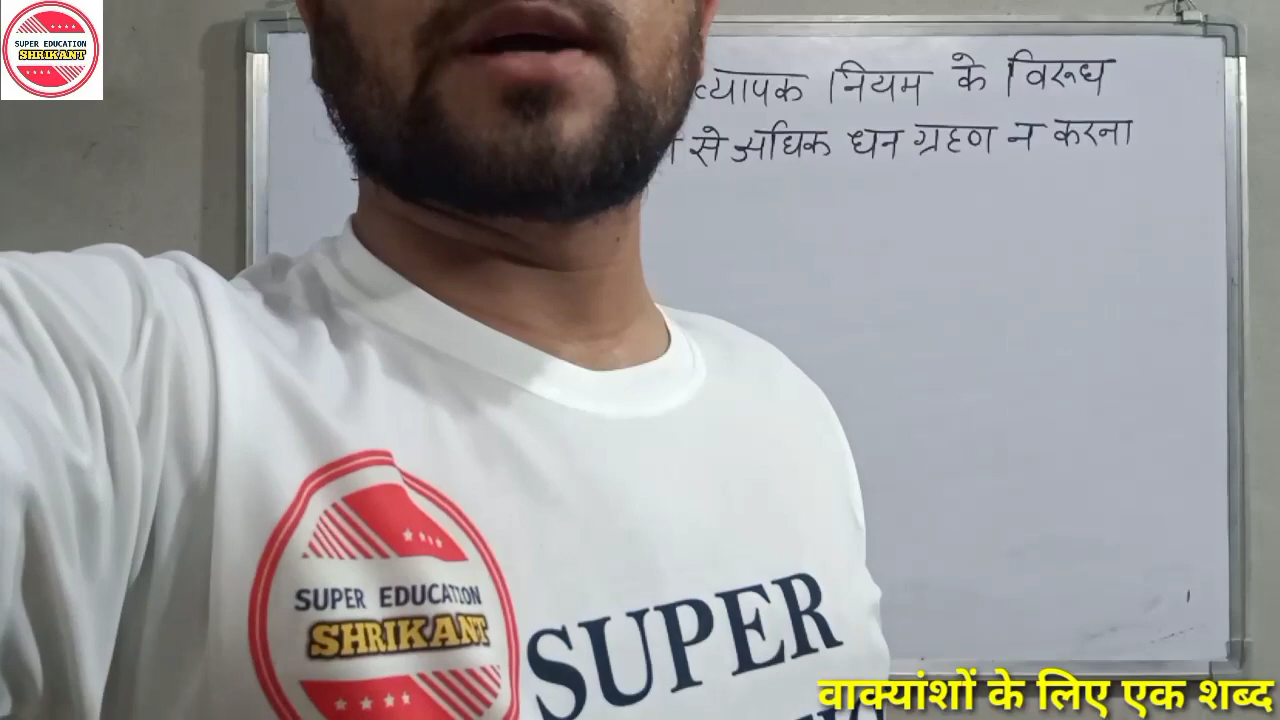 SUPER EDUCATION
SHRIKANT
व्यापक नियम के विरुध
से अधिक धन ग्रहण न करना
SUPER EDUCATION
SHRIKANT
SUPER
वाक्यांशों के लिए एक शब्द